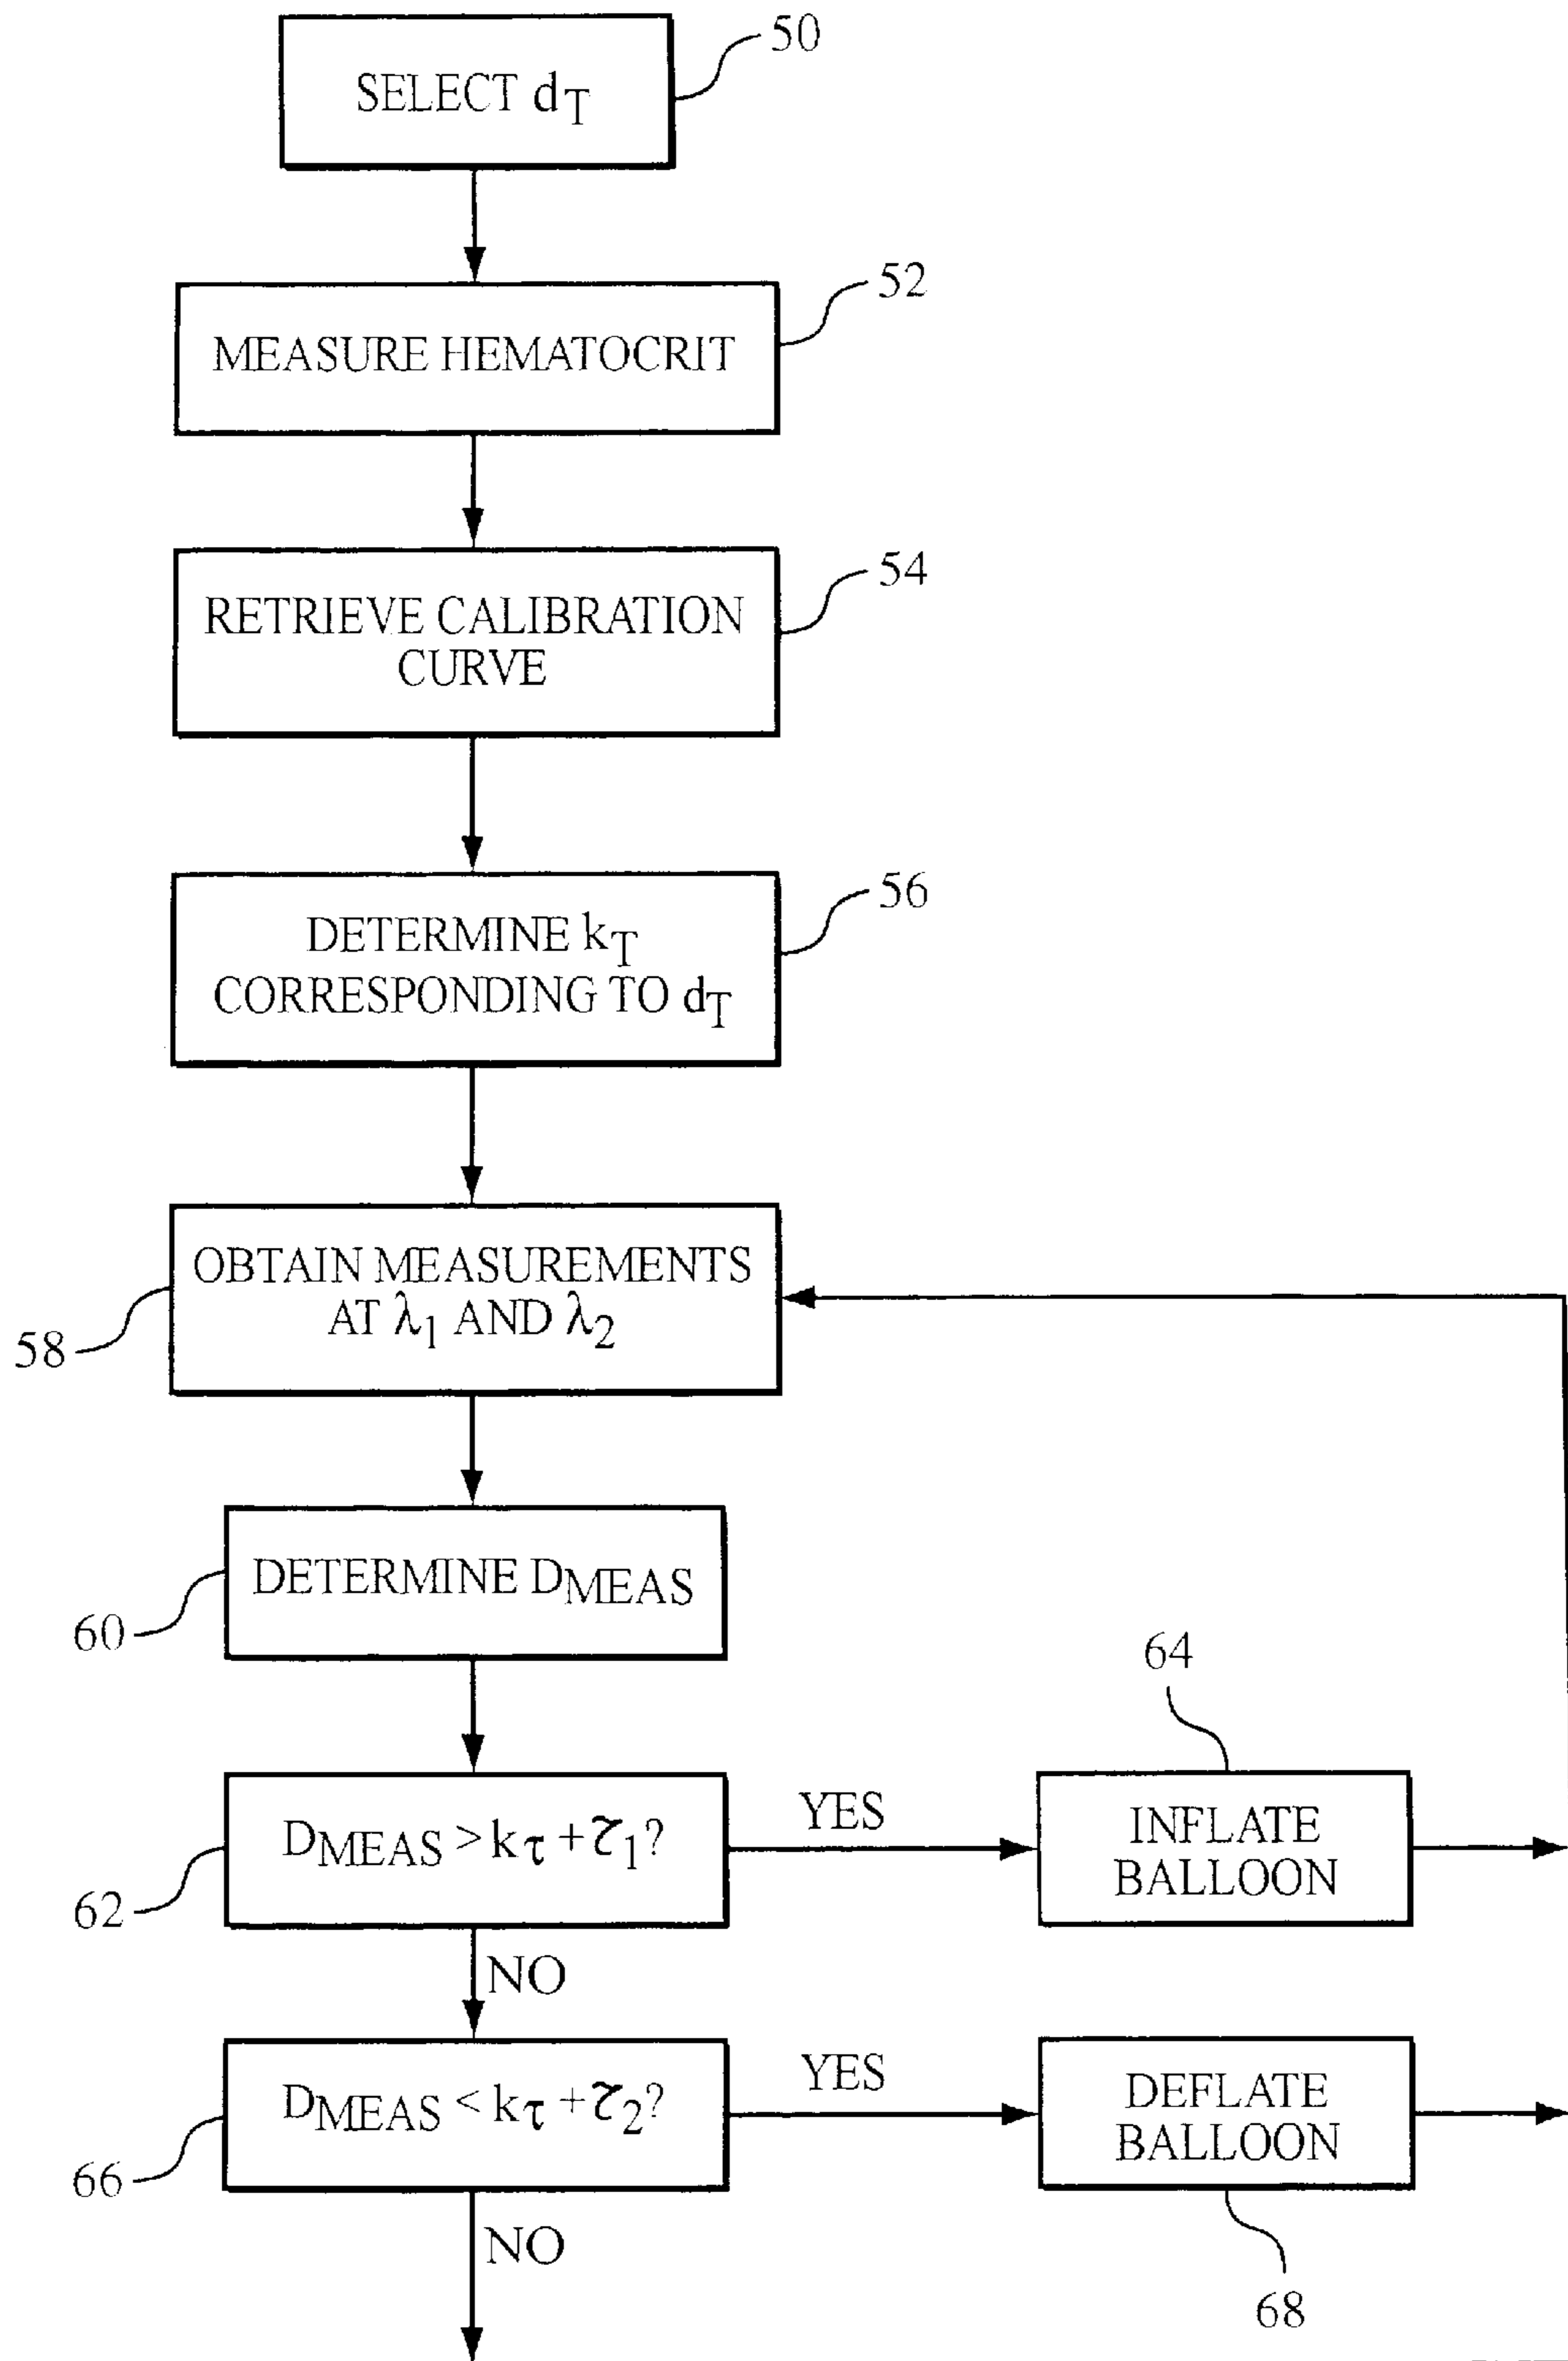 SELECT dT
50
MEASURE HEMATOCRIT
52
RETRIEVE CALIBRATION
CURVE
54
DETERMINE kT
CORRESPONDING TO dT
56
OBTAIN MEASUREMENTS
AT λ1 AND λ2
58
DETERMINE DMEAS
60
DMEAS > kτ + τ1?
62
YES
64
INFLATE
BALLOON
NO
DMEAS < kτ + τ2?
66
YES
DEFLATE
BALLOON
68
NO